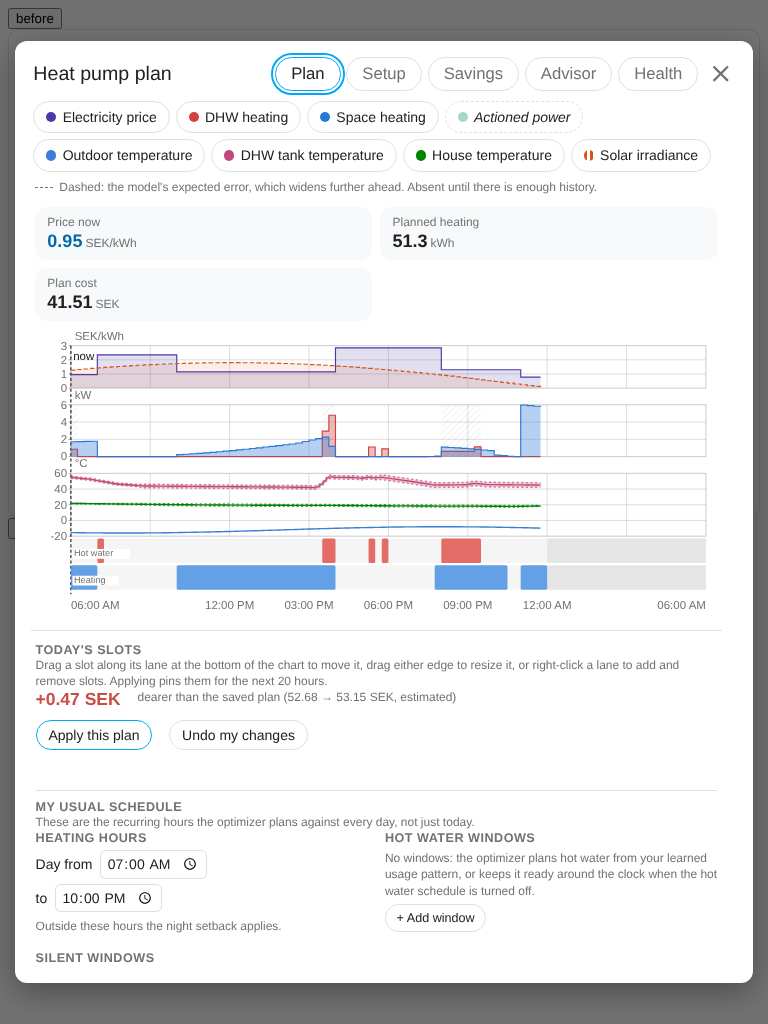 before
Heat pump plan
Plan
Setup
Savings
Advisor
Health
Electricity price
DHW heating
Space heating
Actioned power
Outdoor temperature
DHW tank temperature
House temperature
Solar irradiance
Dashed: the model's expected error, which widens further ahead. Absent until there is enough history.
Price now
0.95 SEK/kWh
Planned heating
51.3 kWh
Plan cost
41.51 SEK
SEK/kWh
3
2
1
0
now
kW
6
4
2
0
°C
60
40
20
0
-20
Hot water
Heating
06:00 AM 12:00 PM 03:00 PM 06:00 PM 09:00 PM 12:00 AM 06:00 AM
TODAY'S SLOTS
Drag a slot along its lane at the bottom of the chart to move it, drag either edge to resize it, or right-click a lane to add and
remove slots. Applying pins them for the next 20 hours.
+0.47 SEK dearer than the saved plan (52.68 → 53.15 SEK, estimated)
Apply this plan
Undo my changes
MY USUAL SCHEDULE
These are the recurring hours the optimizer plans against every day, not just today.
HEATING HOURS
Day from 07:00 AM
to 10:00 PM
Outside these hours the night setback applies.
HOT WATER WINDOWS
No windows: the optimizer plans hot water from your learned
usage pattern, or keeps it ready around the clock when the hot
water schedule is turned off.
+ Add window
SILENT WINDOWS